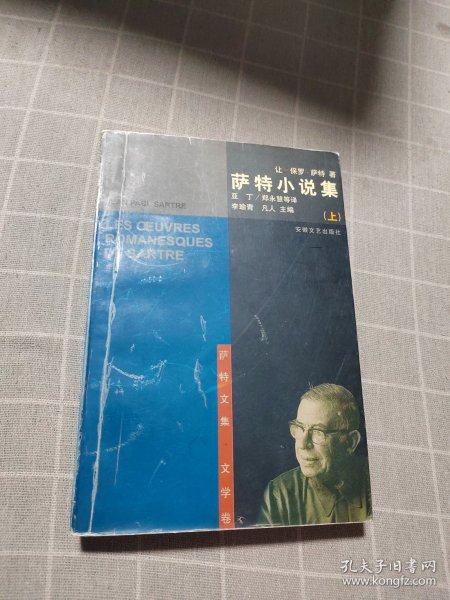 让 保罗 萨特 著
萨特小说集
亚 丁／郑永慧等译
李瑜青 凡人 主编
(上)
安徽文艺出版社
PAUL SARTRE
LES ŒUVRES
ROMANESQUES
SARTRE
萨特文集·文学卷
孔夫子旧书网
www.kongfz.com